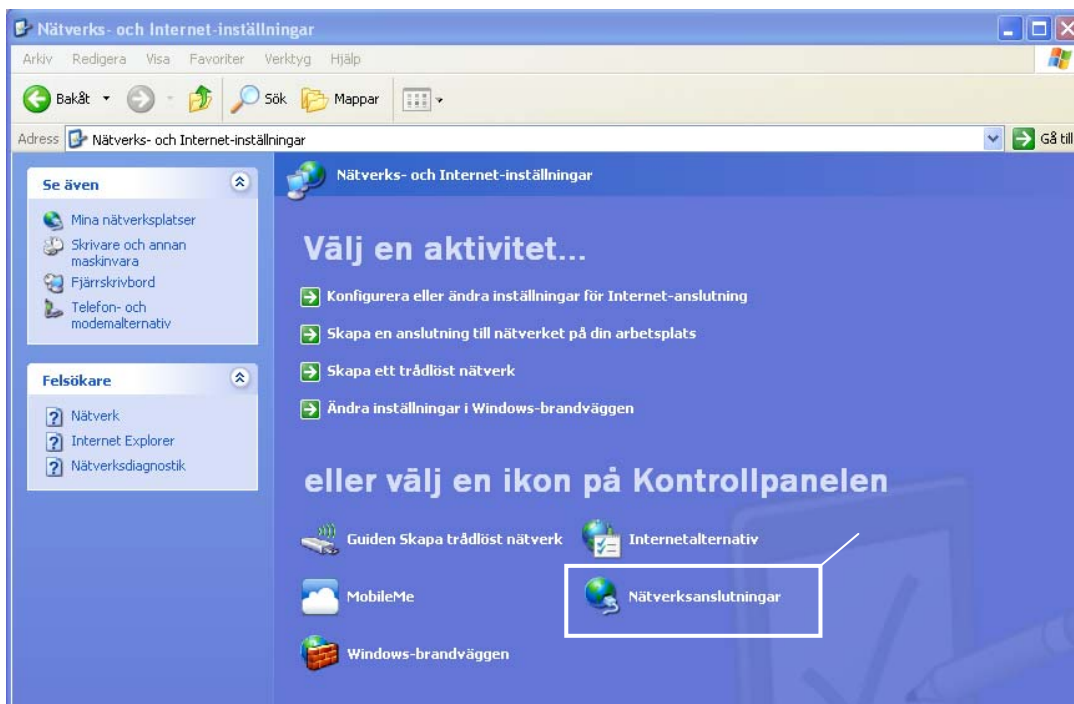 Nätverks- och Internet-inställningar
Arkiv Redigera Visa Favoriter Verktyg Hjälp
Bakåt Sök Mappar
Adress Nätverks- och Internet-inställningar Gå till
Se även
Mina nätverksplatser
Skrivare och annan
maskinvara
Fjärrskrivbord
Telefon- och
modemalternativ
Felsökare
Nätverk
Internet Explorer
Nätverksdiagnostik
Nätverks- och Internet-inställningar
Välj en aktivitet...
Konfigurera eller ändra inställningar för Internet-anslutning
Skapa en anslutning till nätverket på din arbetsplats
Skapa ett trådlöst nätverk
Ändra inställningar i Windows-brandväggen
eller välj en ikon på Kontrollpanelen
Guiden Skapa trådlöst nätverk Internetalternativ
MobileMe Nätverksanslutningar
Windows-brandväggen